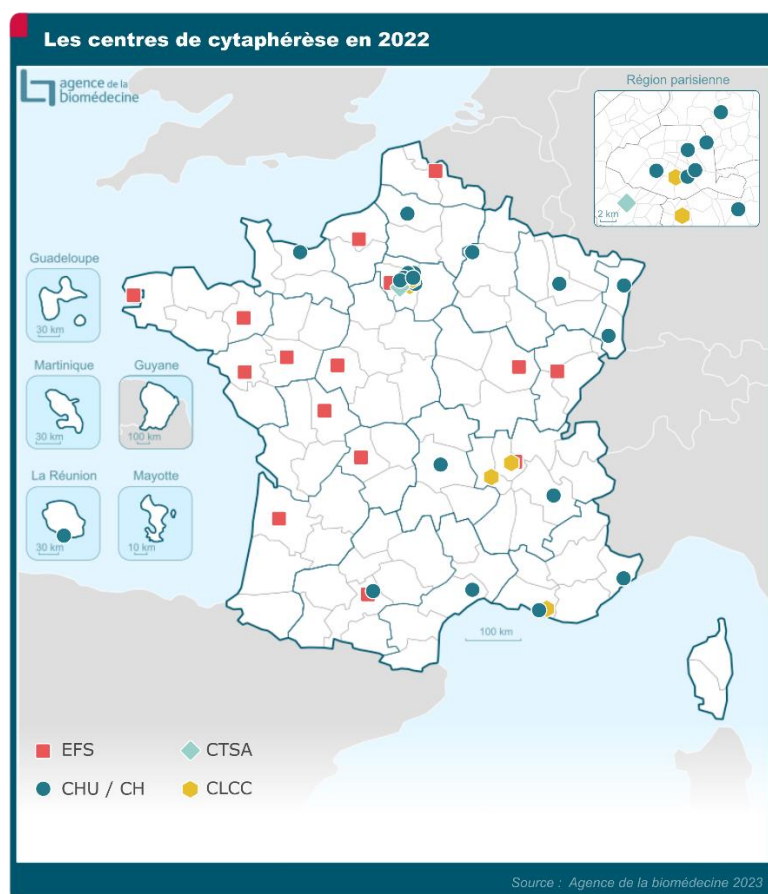 Les centres de cytaphérèse en 2022
agence de la
biomédecine
Région parisienne
2 km
Guadeloupe
30 km
Martinique
Guyane
30 km
100 km
La Réunion
Mayotte
30 km
10 km
100 km
EFS
CTSA
CHU / CH
CLCC
Source : Agence de la biomédecine 2023